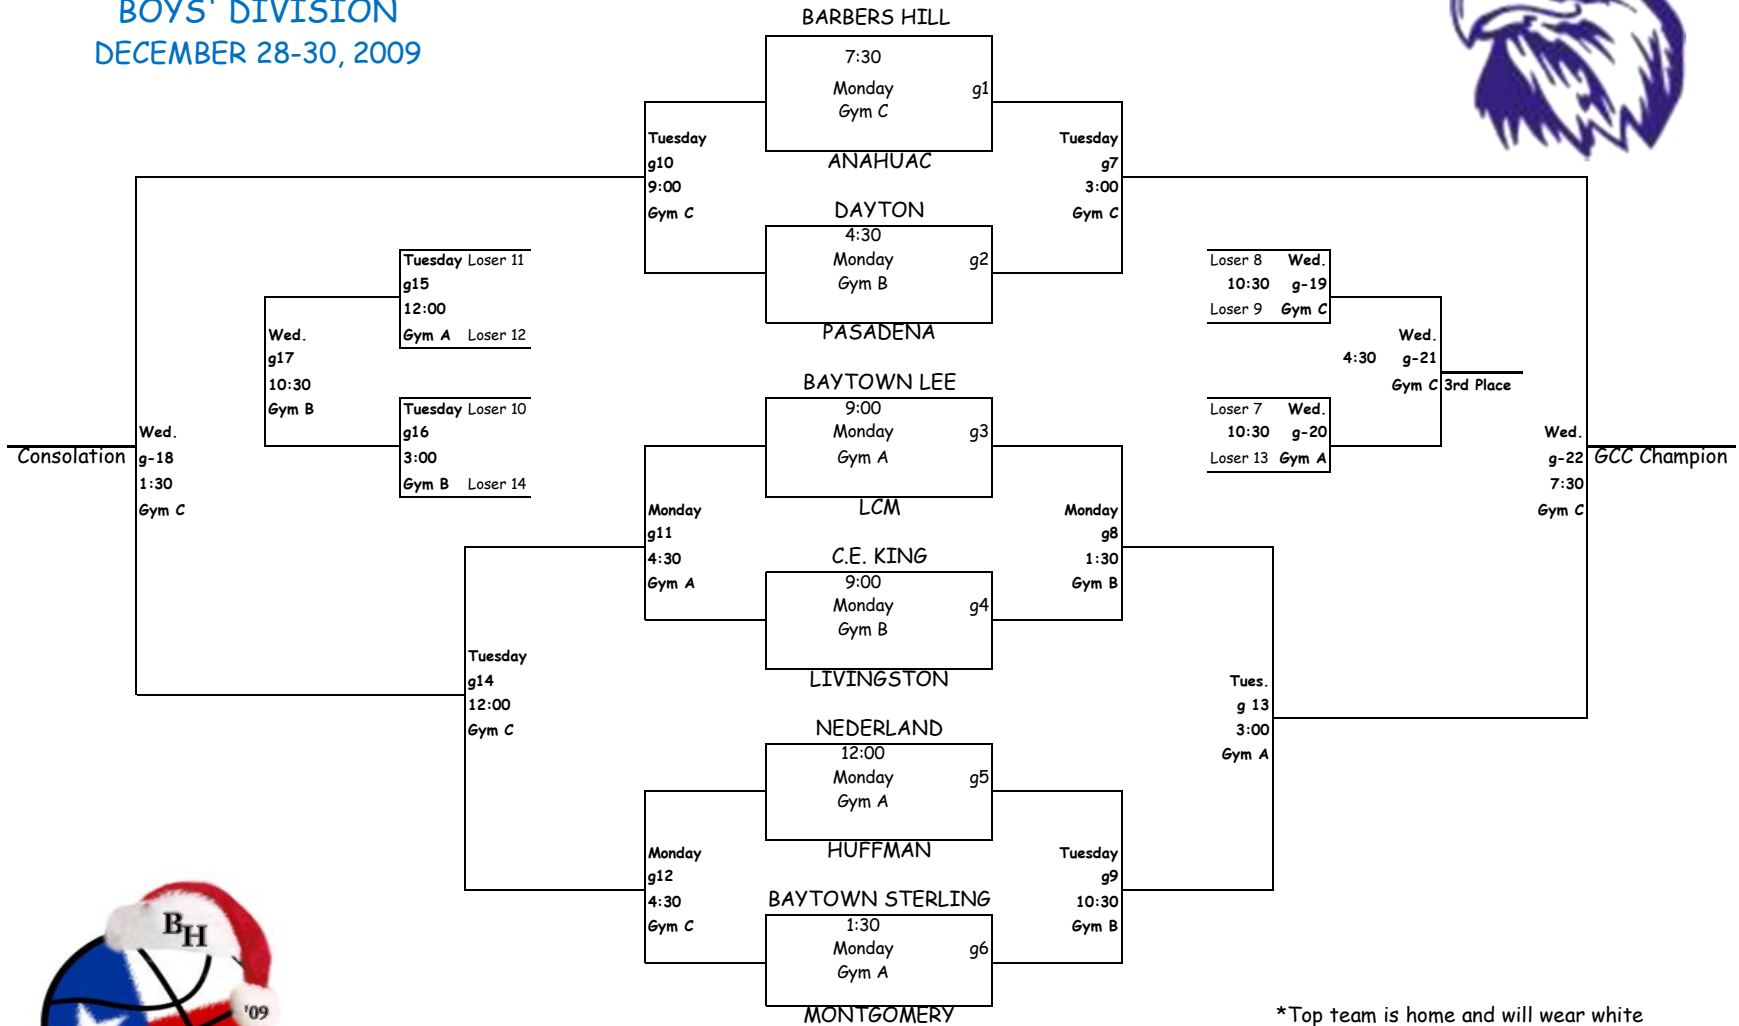 BOYS' DIVISION
DECEMBER 28-30, 2009
BARBERS HILL
7:30
Monday g1
Gym C
ANAHUAC
Tuesday
g10
9:00
Gym C
Tuesday
g7
3:00
Gym C
DAYTON
4:30
Monday g2
Gym B
PASADENA
Tuesday Loser 11
g15
12:00
Gym A Loser 12
Loser 8 Wed.
10:30 g-19
Loser 9 Gym C
Wed.
g17
10:30
Gym B
Wed.
4:30 g-21
Gym C 3rd Place
BAYTOWN LEE
9:00
Monday g3
Gym A
LCM
Tuesday Loser 10
g16
3:00
Gym B Loser 14
Loser 7 Wed.
10:30 g-20
Loser 13 Gym A
Wed.
Consolation g-18
1:30
Gym C
Wed.
g-22 GCC Champion
7:30
Gym C
Monday
g11
4:30
Gym A
Monday
g8
1:30
Gym B
C.E. KING
9:00
Monday g4
Gym B
LIVINGSTON
Tuesday
g14
12:00
Gym C
Tues.
g 13
3:00
Gym A
NEDERLAND
12:00
Monday g5
Gym A
HUFFMAN
Monday
g12
4:30
Gym C
Tuesday
g9
10:30
Gym B
BAYTOWN STERLING
1:30
Monday g6
Gym A
MONTGOMERY
BH
'09
*Top team is home and will wear white